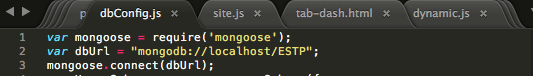 p dbConfig.js site.js tab-dash.html dynamic.js
1 var mongoose = require('mongoose');
2 var dbUrl = "mongodb://localhost/ESTP";
3 mongoose.connect(dbUrl);